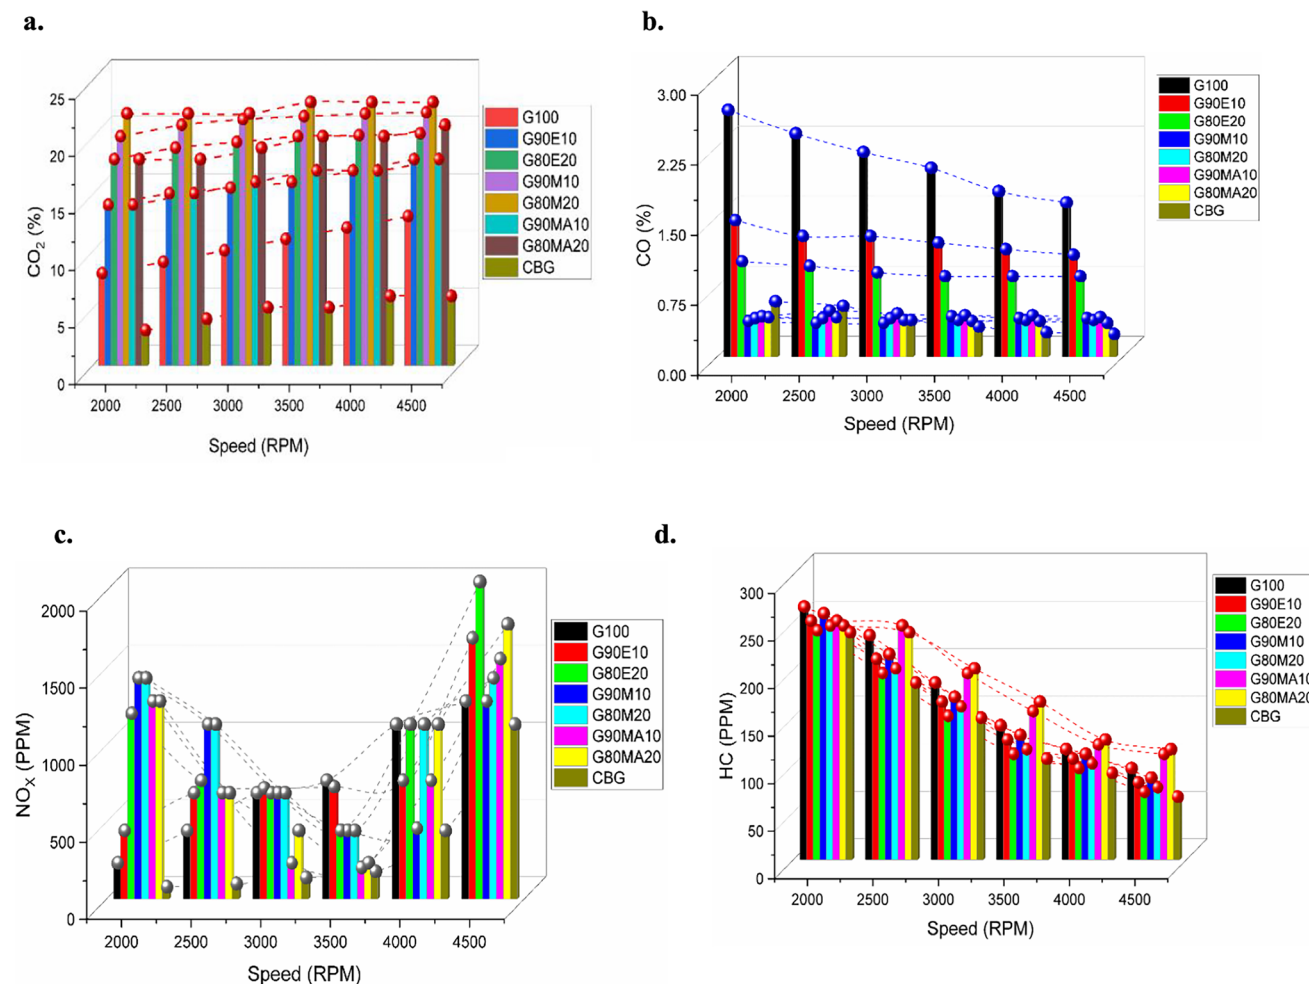 a.
25
20
15
10
5
0
CO₂ (%)
2000 2500 3000 3500 4000 4500
Speed (RPM)
G100
G90E10
G80E20
G90M10
G80M20
G90MA10
G80MA20
CBG
b.
3.00
2.25
1.50
0.75
0.00
CO (%)
2000 2500 3000 3500 4000 4500
Speed (RPM)
G100
G90E10
G80E20
G90M10
G80M20
G90MA10
G80MA20
CBG
c.
2000
1500
1000
500
0
NOX (PPM)
2000 2500 3000 3500 4000 4500
Speed (RPM)
G100
G90E10
G80E20
G90M10
G80M20
G90MA10
G80MA20
CBG
d.
300
250
200
150
100
50
0
HC (PPM)
2000 2500 3000 3500 4000 4500
Speed (RPM)
G100
G90E10
G80E20
G90M10
G80M20
G90MA10
G80MA20
CBG